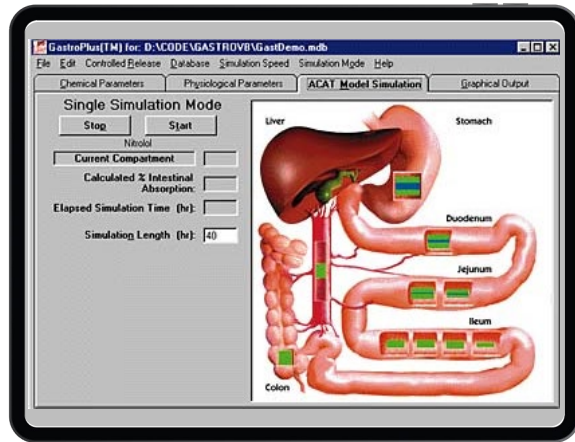 GastroPlus(TM) for: D:\CODE\GASTROV8\GastDemo.mdb
File Edit Controlled Release Database Simulation Speed Simulation Mode Help
Chemical Parameters Physiological Parameters ACAT Model Simulation Graphical Output
Single Simulation Mode
Stop Start
Nitrolol
Current Compartment
Calculated % Intestinal
Absorption:
Elapsed Simulation Time (hr):
Simulation Length (hr): 40
Liver Stomach
Duodenum
Jejunum
Ileum
Colon